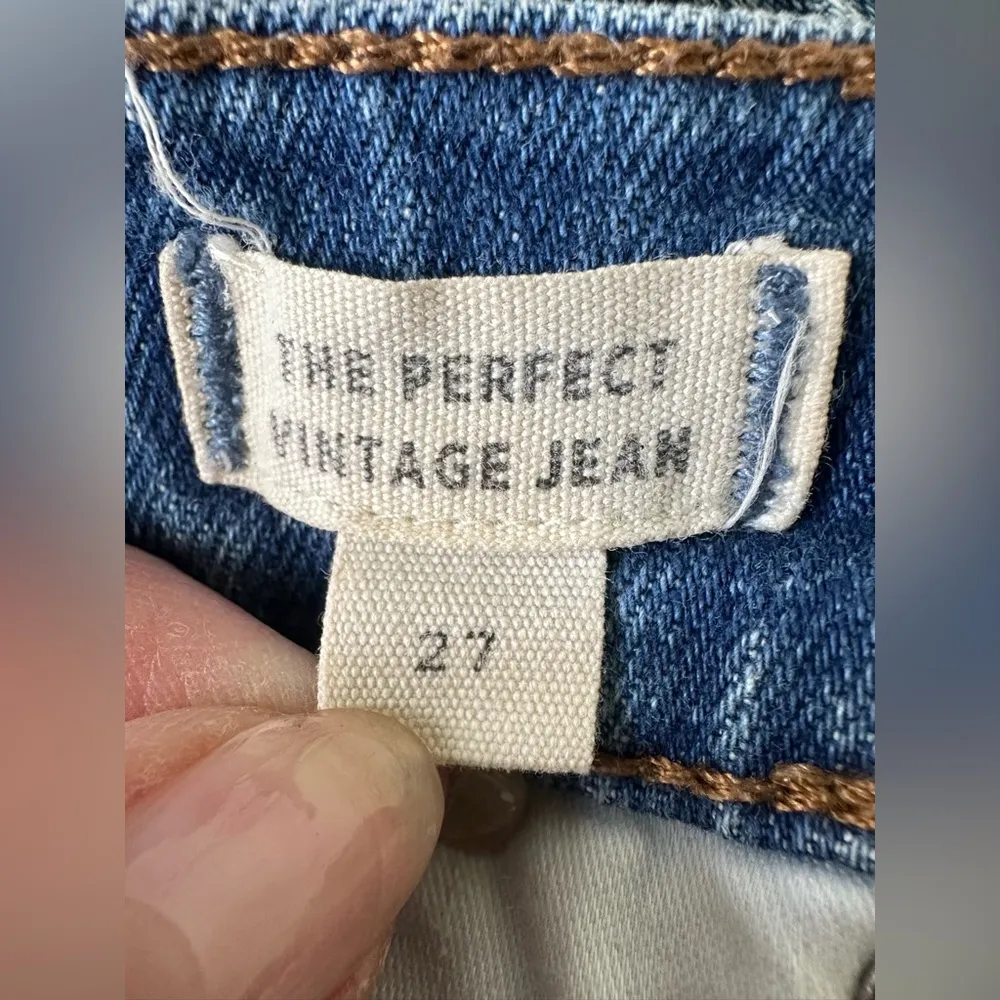 THE PERFECT
VINTAGE JEAN
27